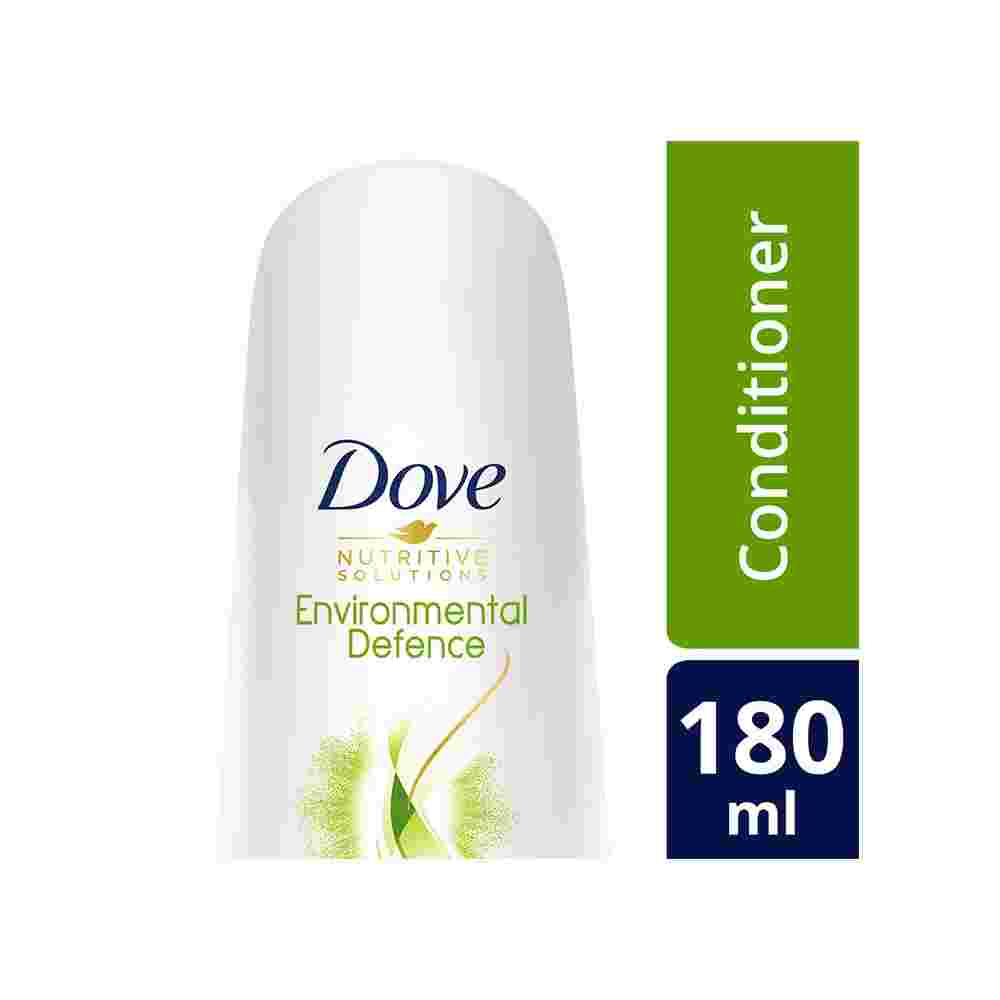 Dove
NUTRITIVE
SOLUTIONS
Environmental
Defence
Conditioner
180
ml